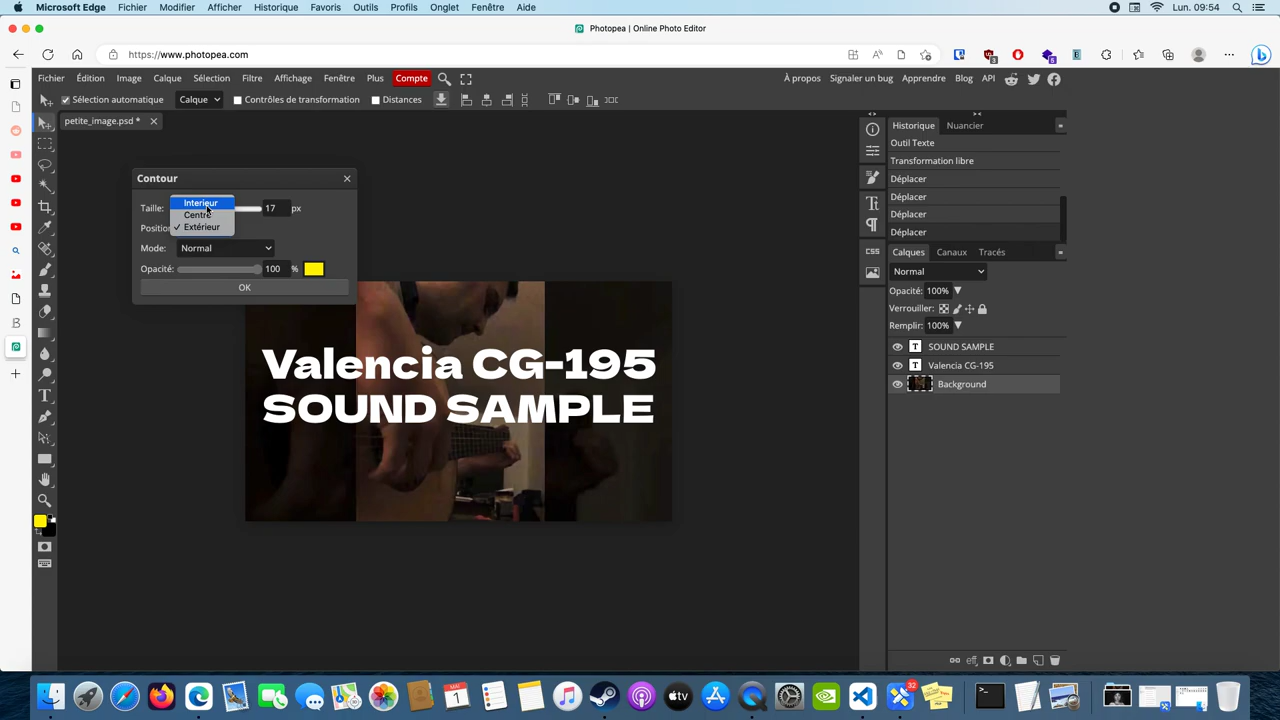 Microsoft Edge Fichier Modifier Afficher Historique Favoris Outils Profils Onglet Fenêtre Aide Lun. 09:54
Photopea | Online Photo Editor
https://www.photopea.com
Fichier Édition Image Calque Sélection Filtre Affichage Fenêtre Plus Compte À propos Signaler un bug Apprendre Blog API
Sélection automatique Calque Contrôles de transformation Distances
petite_image.psd *
Historique Nuancier
Outil Texte
Transformation libre
Déplacer
Déplacer
Déplacer
Déplacer
Contour
Taille: 17 px
Interieur
Centre
Extérieur
Position
Mode: Normal
Opacité: 100 %
OK
CSS
Calques Canaux Tracés
Normal
Opacité: 100%
Verrouiller:
Remplir: 100%
T SOUND SAMPLE
T Valencia CG-195
Background
Valencia CG-195
SOUND SAMPLE
eff
32